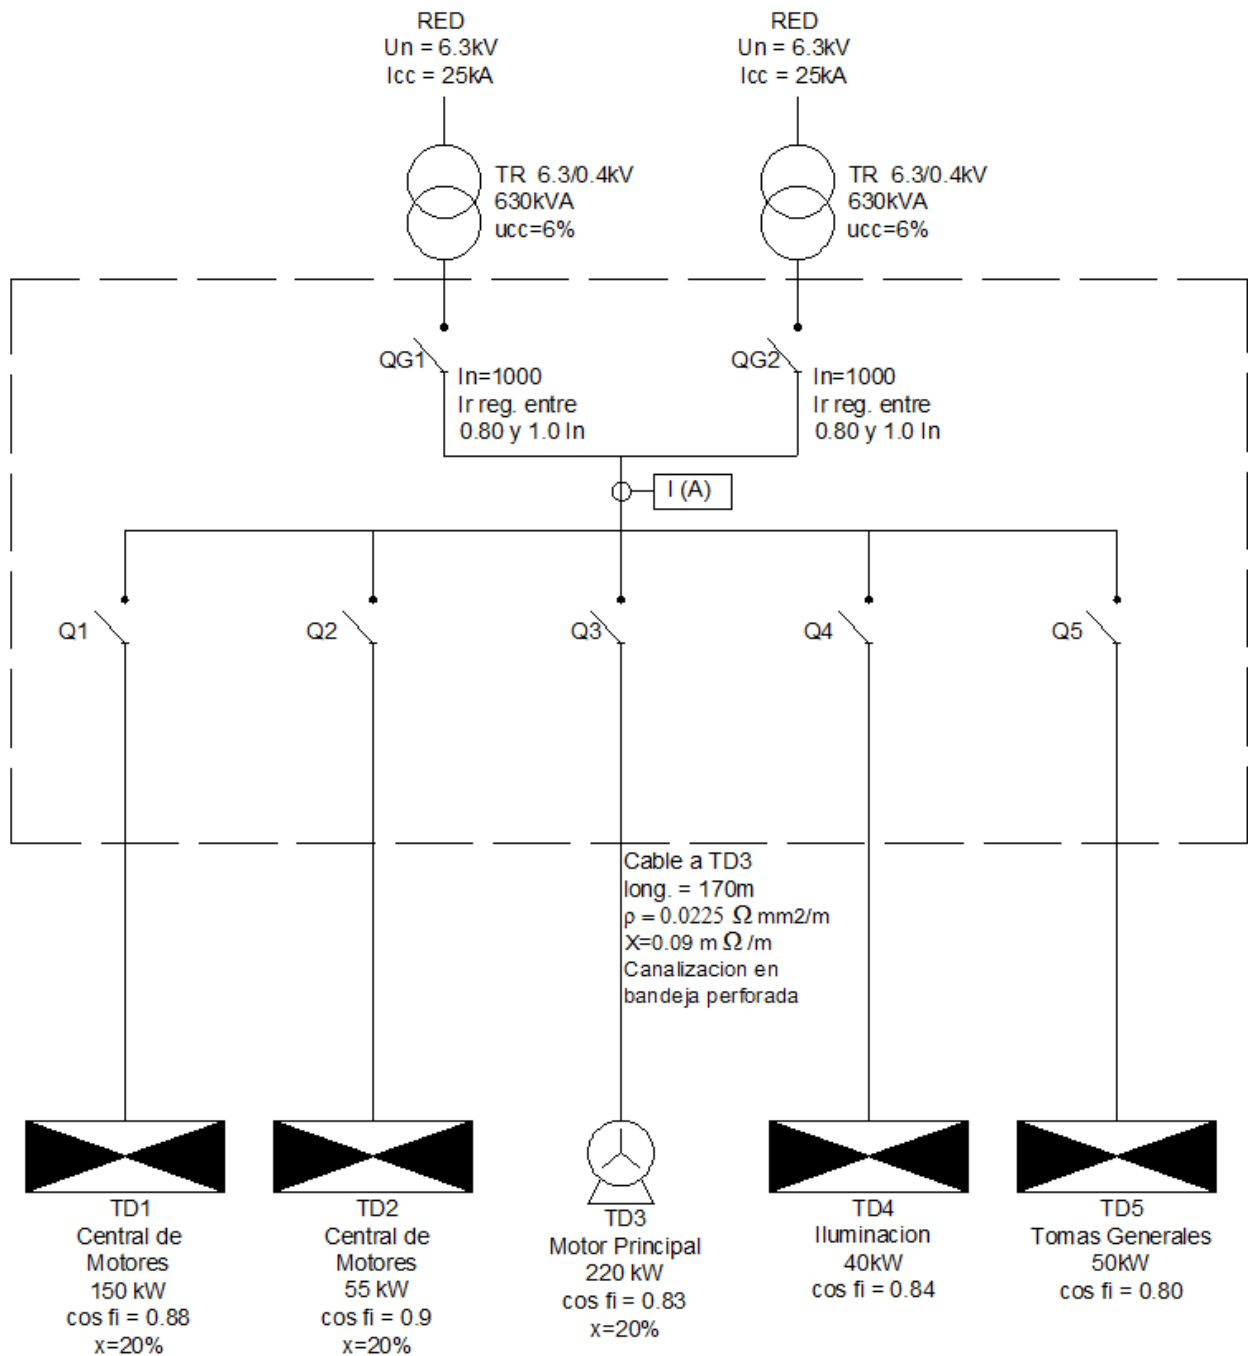 RED
Un = 6.3kV
Icc = 25kA
RED
Un = 6.3kV
Icc = 25kA
TR 6.3/0.4kV
630kVA
ucc=6%
TR 6.3/0.4kV
630kVA
ucc=6%
QG1
In=1000
Ir reg. entre
0.80 y 1.0 In
QG2
In=1000
Ir reg. entre
0.80 y 1.0 In
I (A)
Q1
Q2
Q3
Q4
Q5
Cable a TD3
long. = 170m
ρ = 0.0225 Ω mm2/m
X=0.09 m Ω /m
Canalizacion en
bandeja perforada
TD1
Central de
Motores
150 kW
cos fi = 0.88
x=20%
TD2
Central de
Motores
55 kW
cos fi = 0.9
x=20%
TD3
Motor Principal
220 kW
cos fi = 0.83
x=20%
TD4
Iluminacion
40kW
cos fi = 0.84
TD5
Tomas Generales
50kW
cos fi = 0.80